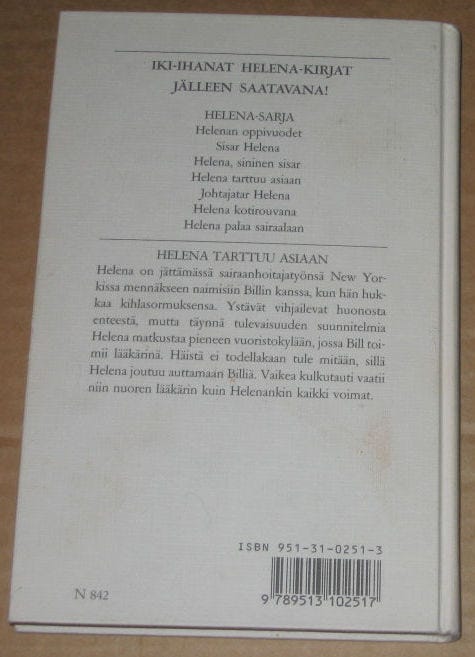 IKI-IHANAT HELENA-KIRJAT
JÄLLEEN SAATAVANA!
HELENA-SARJA
Helenan oppivuodet
Sisar Helena
Helena, sininen sisar
Helena tarttuu asiaan
Johtajatar Helena
Helena kotirouvana
Helena palaa sairaalaan
HELENA TARTTUU ASIAAN
Helena on jättämässä sairaanhoitajatyönsä New Yor-
kissa mennäkseen naimisiin Billin kanssa, kun hän huk-
kaa kihlasormuksensa. Ystävät vihjailevat huonosta
enteestä, mutta täynnä tulevaisuuden suunnitelmia
Helena matkustaa pieneen vuoristokylään, jossa Bill toi-
mii lääkärinä. Häistä ei todellakaan tule mitään, sillä
Helena joutuu auttamaan Billiä. Vaikea kulkutauti vaatii
niin nuoren lääkärin kuin Helenankin kaikki voimat.
ISBN 951-31-0251-3
N 842
9 789513 102517